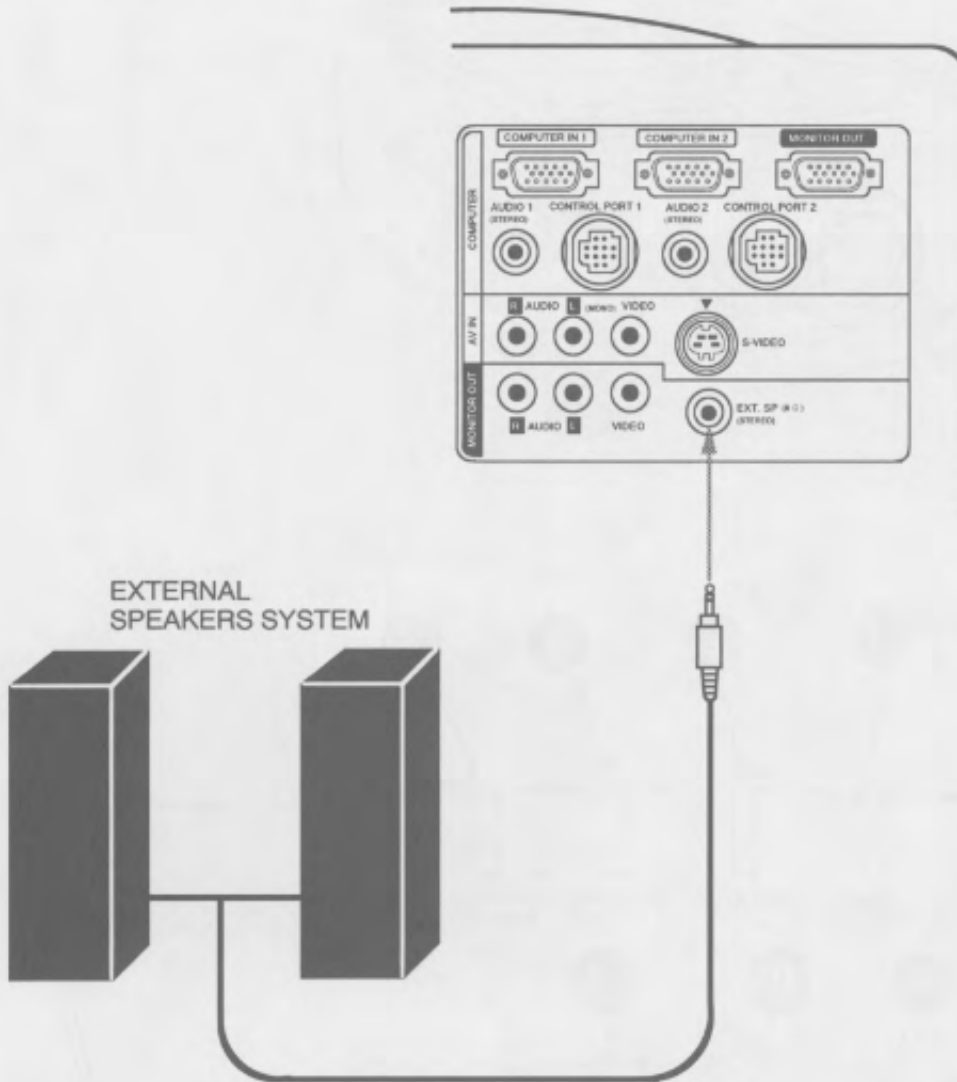 COMPUTER IN 1 COMPUTER IN 2 MONITOR OUT
COMPUTER
AUDIO 1 CONTROL PORT 1 AUDIO 2 CONTROL PORT 2
(STEREO) (STEREO)
AV IN
R AUDIO L (MONO) VIDEO
S-VIDEO
MONITOR OUT
R AUDIO L VIDEO
EXT. SP
(STEREO)
EXTERNAL
SPEAKERS SYSTEM